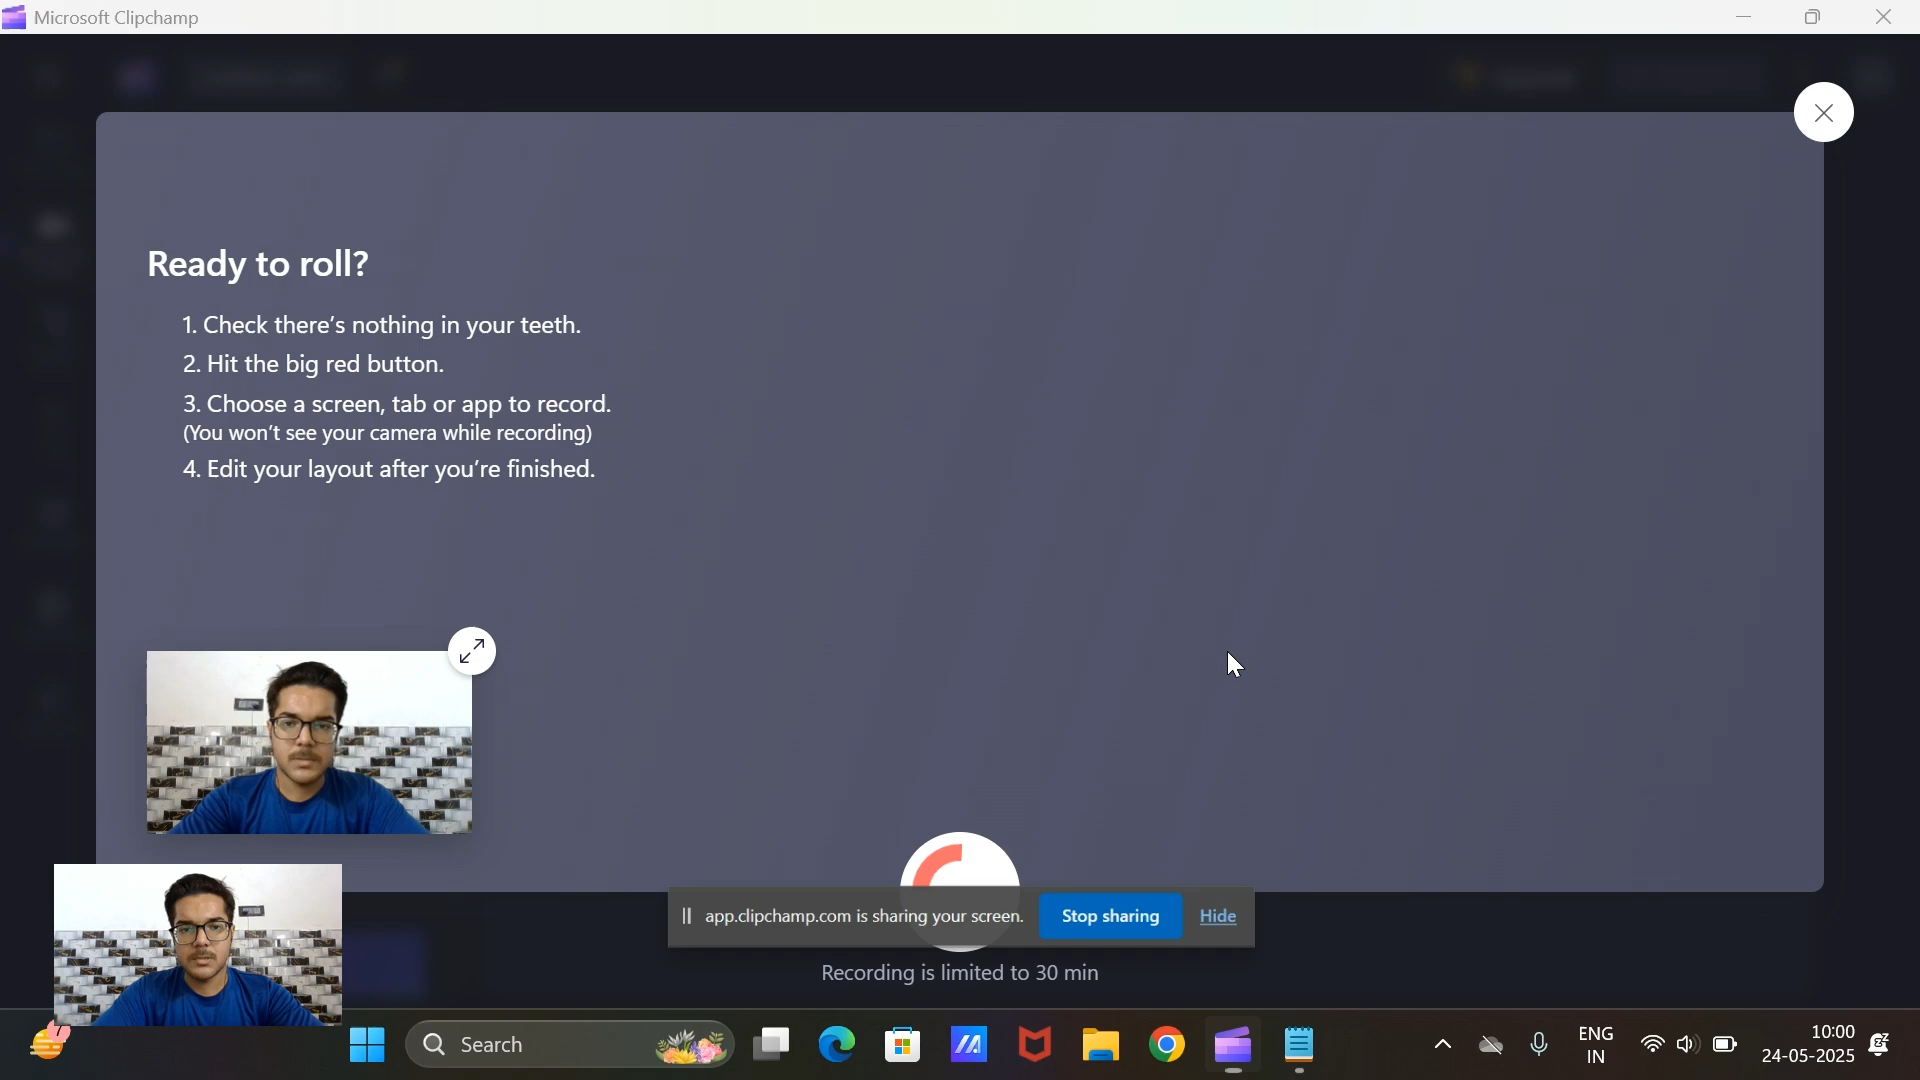 Microsoft Clipchamp
Ready to roll?
1. Check there's nothing in your teeth.
2. Hit the big red button.
3. Choose a screen, tab or app to record.
(You won't see your camera while recording)
4. Edit your layout after you're finished.
app.clipchamp.com is sharing your screen. Stop sharing Hide
Recording is limited to 30 min
7
Search
ENG
IN
10:00
24-05-2025